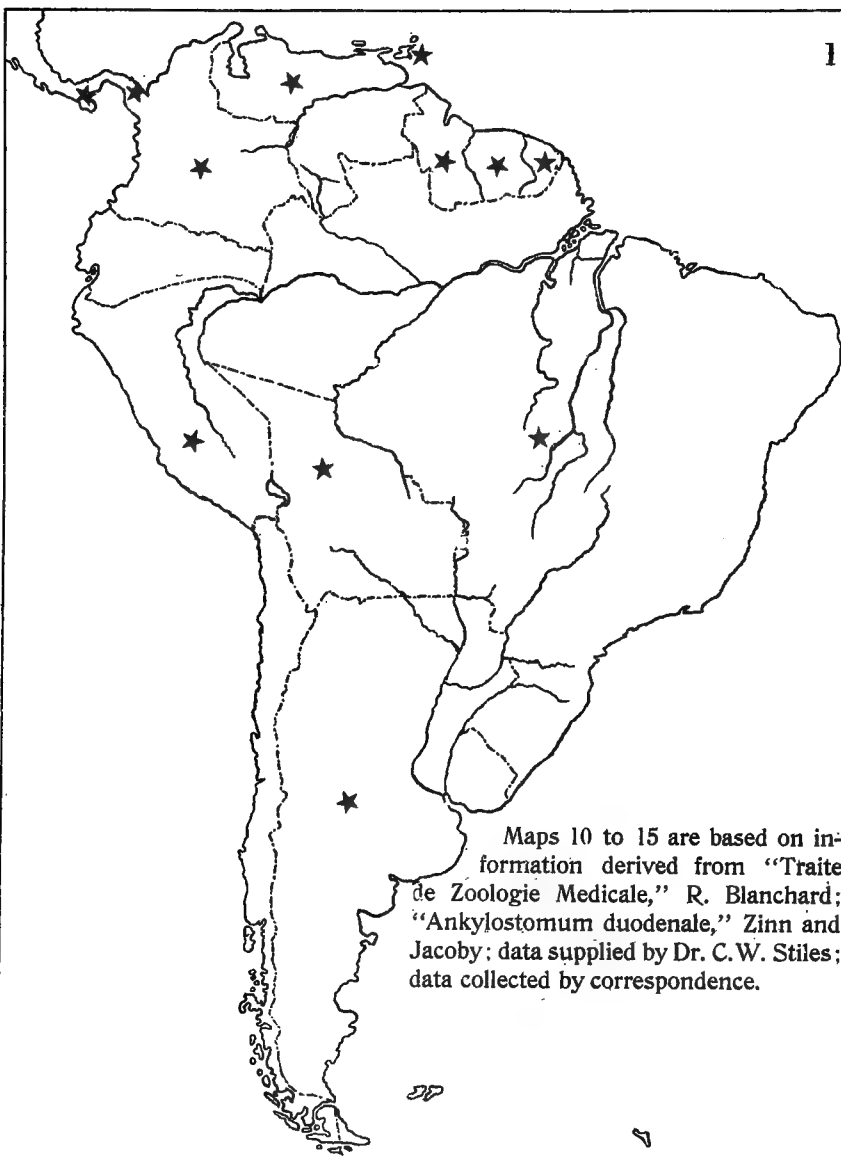 1
Maps 10 to 15 are based on in-
formation derived from “Traite
de Zoologie Medicale,” R. Blanchard;
“Ankylostomum duodenale,” Zinn and
Jacoby; data supplied by Dr. C.W. Stiles;
data collected by correspondence.